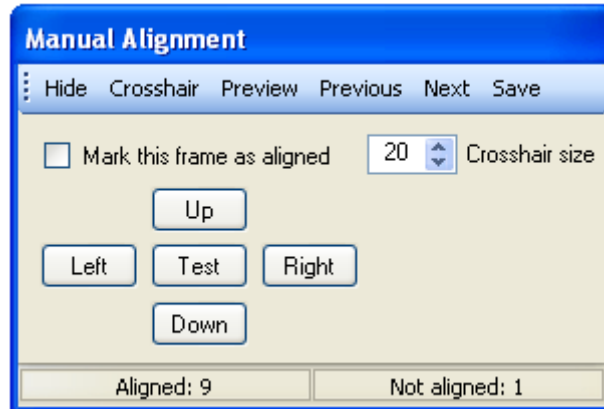 Manual Alignment
Hide Crosshair Preview Previous Next Save
Mark this frame as aligned 20 Crosshair size
Up
Left Test Right
Down
Aligned: 9 Not aligned: 1